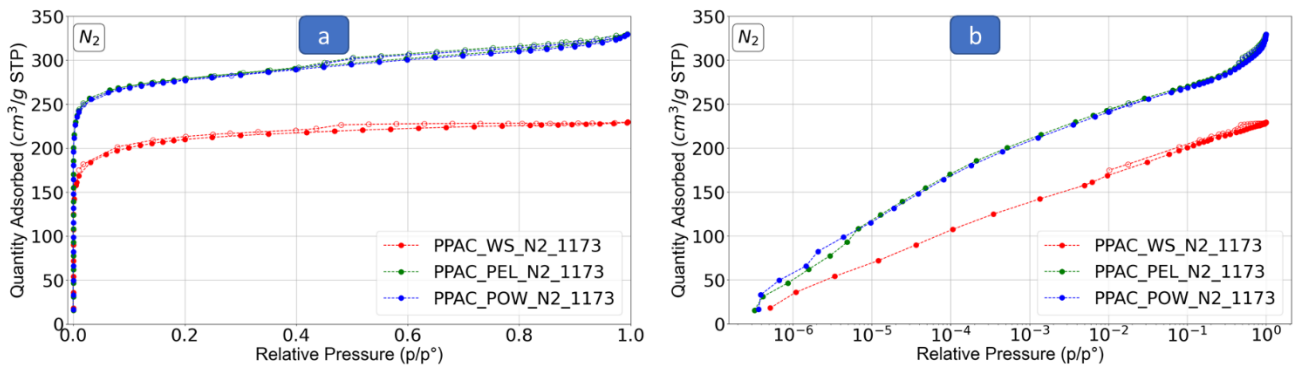 N₂
a
350
300
250
200
150
100
50
0
Quantity Adsorbed (cm³/g STP)
PPAC_WS_N2_1173
PPAC_PEL_N2_1173
PPAC_POW_N2_1173
0.0 0.2 0.4 0.6 0.8 1.0
Relative Pressure (p/p°)
N₂
b
350
300
250
200
150
100
50
0
Quantity Adsorbed (cm³/g STP)
PPAC_WS_N2_1173
PPAC_PEL_N2_1173
PPAC_POW_N2_1173
10⁻⁶ 10⁻⁵ 10⁻⁴ 10⁻³ 10⁻² 10⁻¹ 10⁰
Relative Pressure (p/p°)